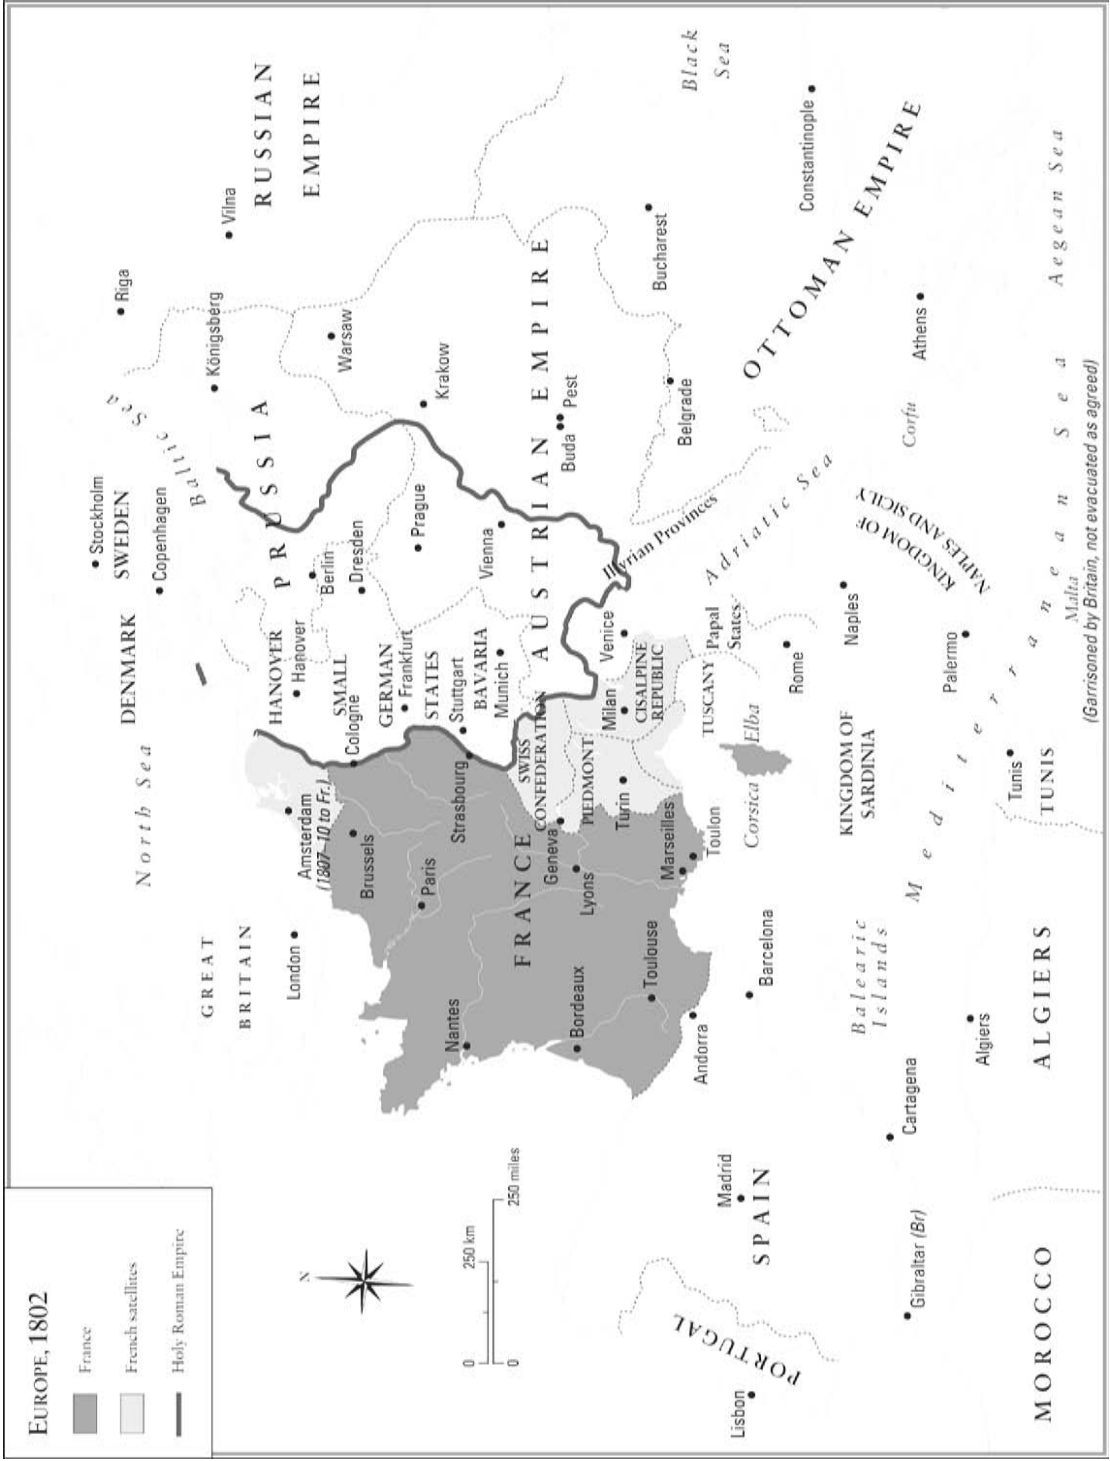 EUROPE, 1802
France
French satellites
Holy Roman Empire
N
0
250 km
0
250 miles
North Sea
DENMARK
SWEDEN
Stockholm
Copenhagen
Baltic Sea
Riga
Königsberg
Vilna
RUSSIAN
EMPIRE
GREAT
BRITAIN
London
Amsterdam
(1807–10 to Fr.)
Brussels
HANOVER
Hanover
PRUSSIA
Berlin
Dresden
Warsaw
Krakow
SMALL
GERMAN
STATES
Cologne
Frankfurt
Stuttgart
BAVARIA
Munich
Prague
Vienna
Strasbourg
Paris
Nantes
FRANCE
SWISS
CONFEDERATION
Geneva
Lyons
Bordeaux
Toulouse
Marseilles
Toulon
PIEDMONT
Turin
Milan
CISALPINE
REPUBLIC
Venice
AUSTRIAN EMPIRE
Buda
Pest
Illyrian Provinces
Belgrade
Bucharest
Black
Sea
Constantinople
OTTOMAN EMPIRE
Adriatic Sea
TUSCANY
Papal
States
Elba
Corsica
Rome
Naples
KINGDOM OF
NAPLES AND SICILY
Corfu
Athens
Aegean Sea
Andorra
Barcelona
Madrid
SPAIN
PORTUGAL
Lisbon
Balearic
Islands
KINGDOM OF
SARDINIA
Palermo
Mediterranean Sea
Malta
(Garrisoned by Britain, not evacuated as agreed)
Cartagena
Gibraltar (Br)
Algiers
Tunis
MOROCCO
ALGIERS
TUNIS